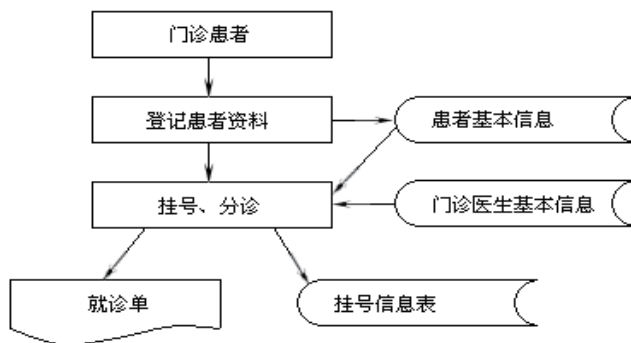 门诊患者
登记患者资料
患者基本信息
挂号、分诊
门诊医生基本信息
就诊单
挂号信息表